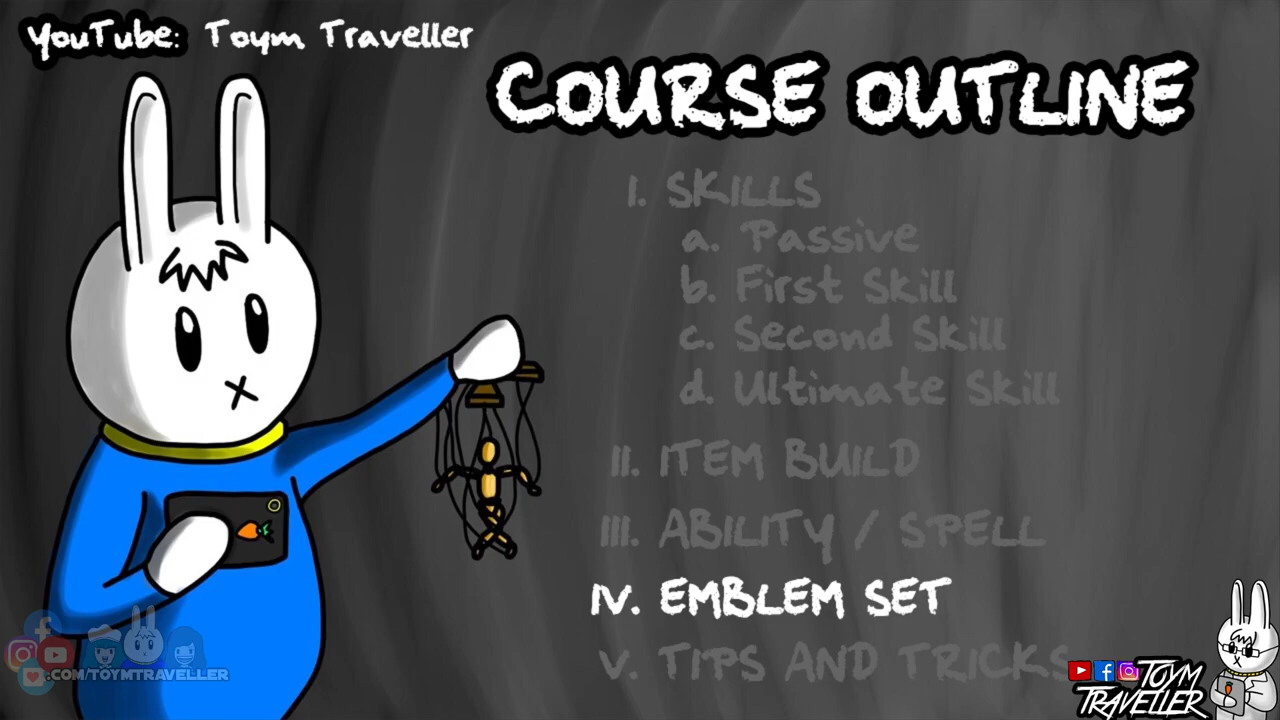 YouTube: Toym Traveller
COURSE OUTLINE
I. SKILLS
a. Passive
b. First Skill
c. Second Skill
d. Ultimate Skill
II. ITEM BUILD
III. ABILITY / SPELL
IV. EMBLEM SET
V. TIPS AND TRICKS
.COM/TOYMTRAVELLER
TOYM
TRAVELLER